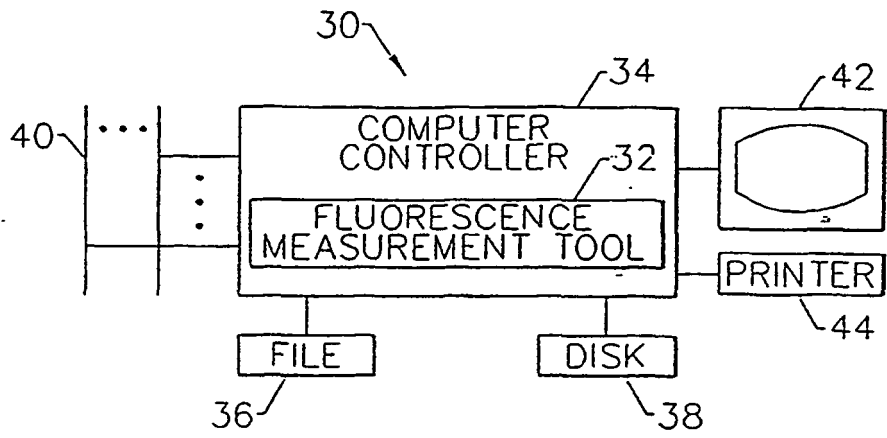 30
34
42
40
COMPUTER
CONTROLLER
32
FLUORESCENCE
MEASUREMENT TOOL
PRINTER
44
FILE
DISK
36
38